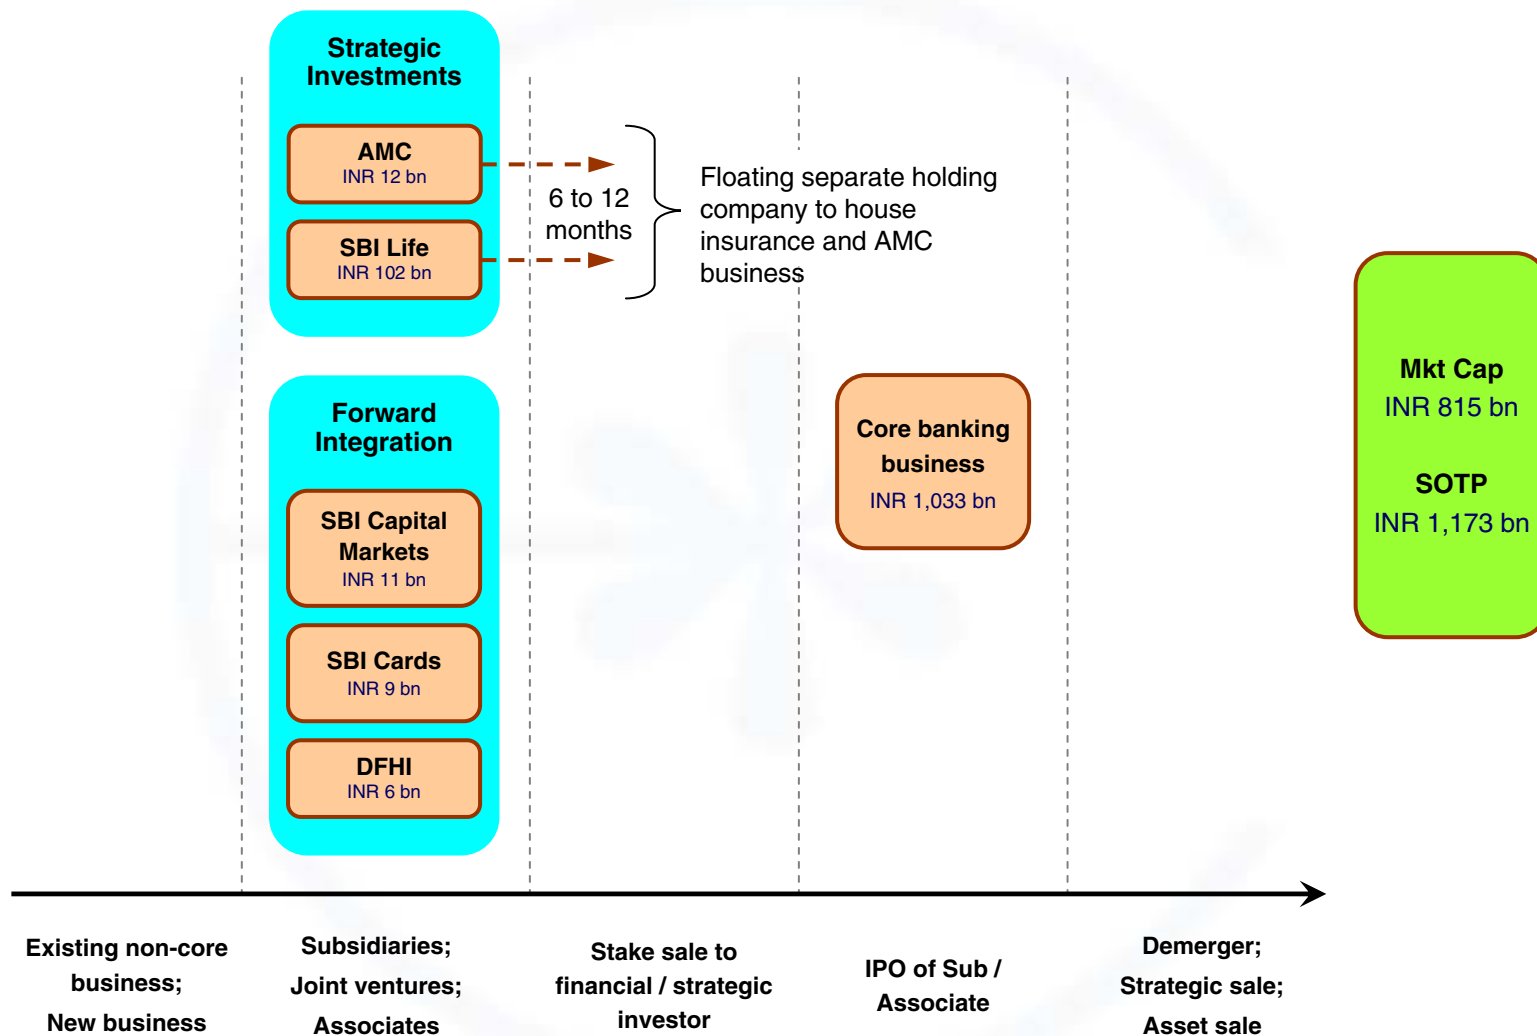 Strategic
Investments
AMC
INR 12 bn
SBI Life
INR 102 bn
6 to 12
months
Floating separate holding
company to house
insurance and AMC
business
Forward
Integration
SBI Capital
Markets
INR 11 bn
SBI Cards
INR 9 bn
DFHI
INR 6 bn
Core banking
business
INR 1,033 bn
Mkt Cap
INR 815 bn
SOTP
INR 1,173 bn
Existing non-core
business;
New business
Subsidiaries;
Joint ventures;
Associates
Stake sale to
financial / strategic
investor
IPO of Sub /
Associate
Demerger;
Strategic sale;
Asset sale